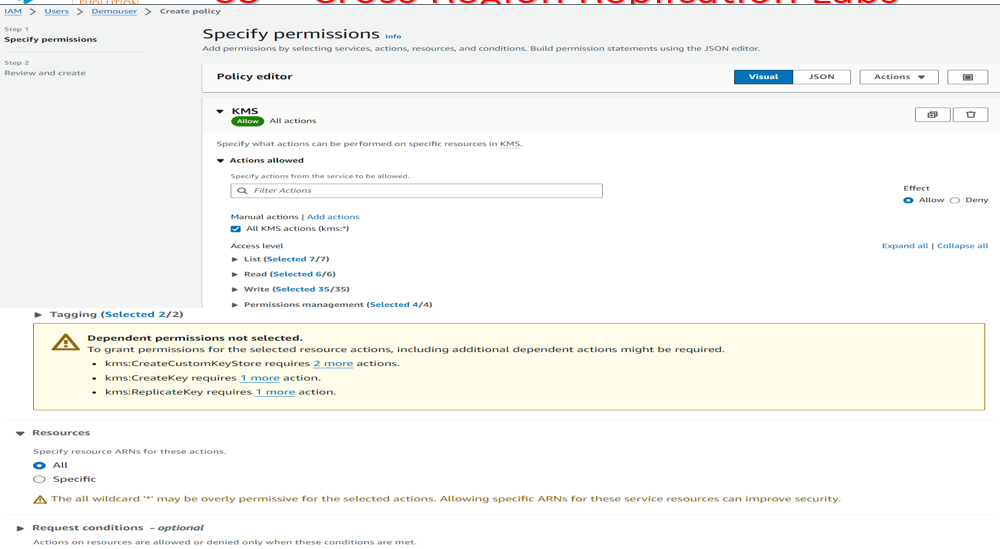 EVOLUTION
Cross Region Replication Labs
IAM > Users > Demouser > Create policy
Step 1
Specify permissions
Step 2
Review and create
Specify permissions Info
Add permissions by selecting services, actions, resources, and conditions. Build permission statements using the JSON editor.
Policy editor
Visual JSON Actions
KMS
Allow All actions
Specify what actions can be performed on specific resources in KMS.
Actions allowed
Specify actions from the service to be allowed.
Filter Actions
Effect
Allow Deny
Manual actions | Add actions
All KMS actions (kms:*)
Access level
Expand all | Collapse all
List (Selected 7/7)
Read (Selected 6/6)
Write (Selected 35/35)
Permissions management (Selected 4/4)
Tagging (Selected 2/2)
Dependent permissions not selected.
To grant permissions for the selected resource actions, including additional dependent actions might be required.
• kms:CreateCustomKeyStore requires 2 more actions.
• kms:CreateKey requires 1 more action.
• kms:ReplicateKey requires 1 more action.
Resources
Specify resource ARNs for these actions.
All
Specific
The all wildcard '*' may be overly permissive for the selected actions. Allowing specific ARNs for these service resources can improve security.
Request conditions - optional
Actions on resources are allowed or denied only when these conditions are met.